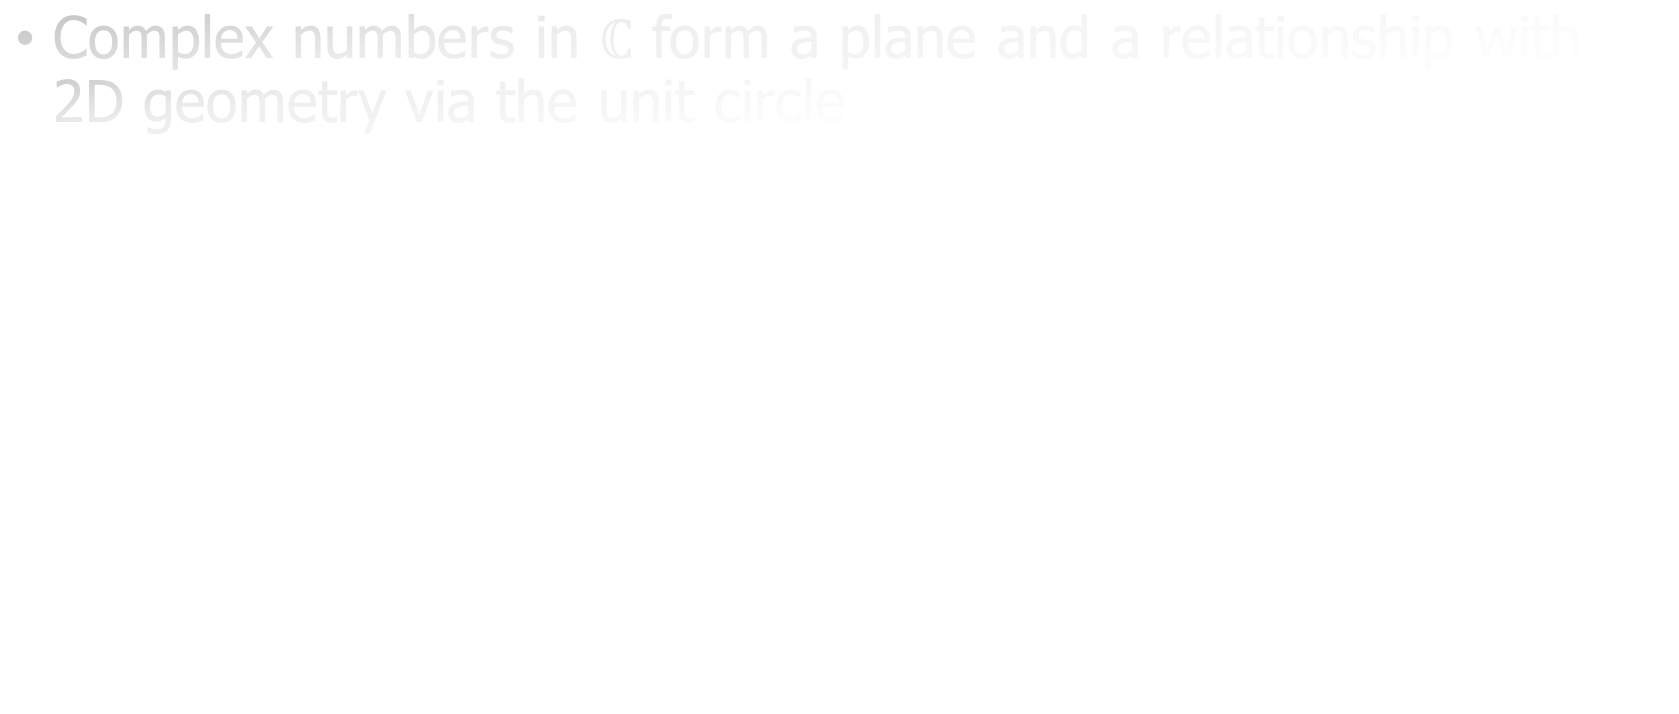 • Complex numbers in ℂ form a plane and a relationship with
2D geometry via the unit circle